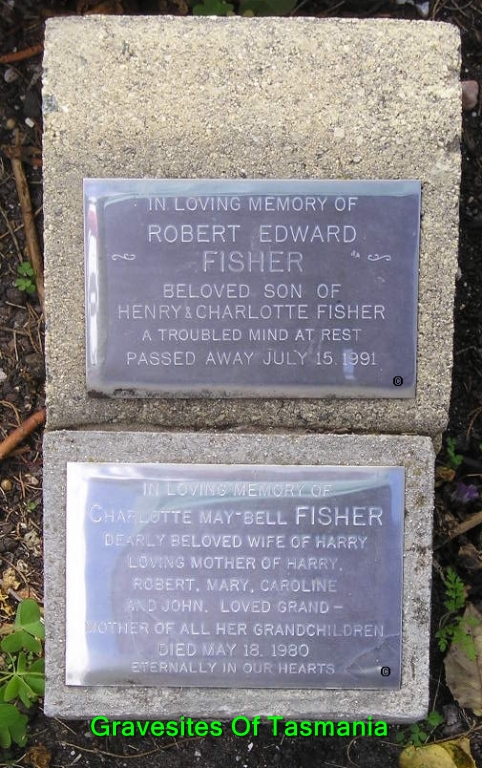 IN LOVING MEMORY OF
ROBERT EDWARD
FISHER
BELOVED SON OF
HENRY & CHARLOTTE FISHER
A TROUBLED MIND AT REST
PASSED AWAY JULY 15, 1991
IN LOVING MEMORY OF
CHARLOTTE MAY-BELL FISHER
DEARLY BELOVED WIFE OF HARRY
LOVING MOTHER OF HARRY,
ROBERT, MARY, CAROLINE
AND JOHN. LOVED GRAND-
MOTHER OF ALL HER GRANDCHILDREN
DIED MAY 18, 1980
ETERNALLY IN OUR HEARTS
Gravesites Of Tasmania